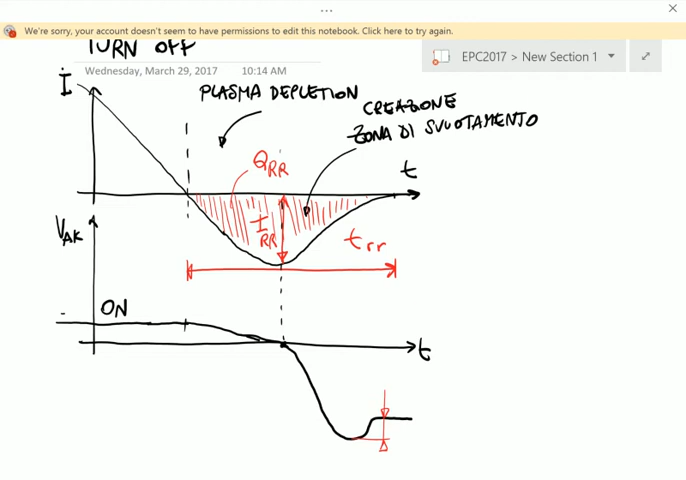 We're sorry, your account doesn't seem to have permissions to edit this notebook. Click here to try again.
TURN OFF
EPC2017 > New Section 1
Wednesday, March 29, 2017 10:14 AM
i
PLASMA DEPLETION
CREAZIONE
ZONA DI SVUOTAMENTO
QRR
t
IRR
trr
VAK
ON
t
Δ